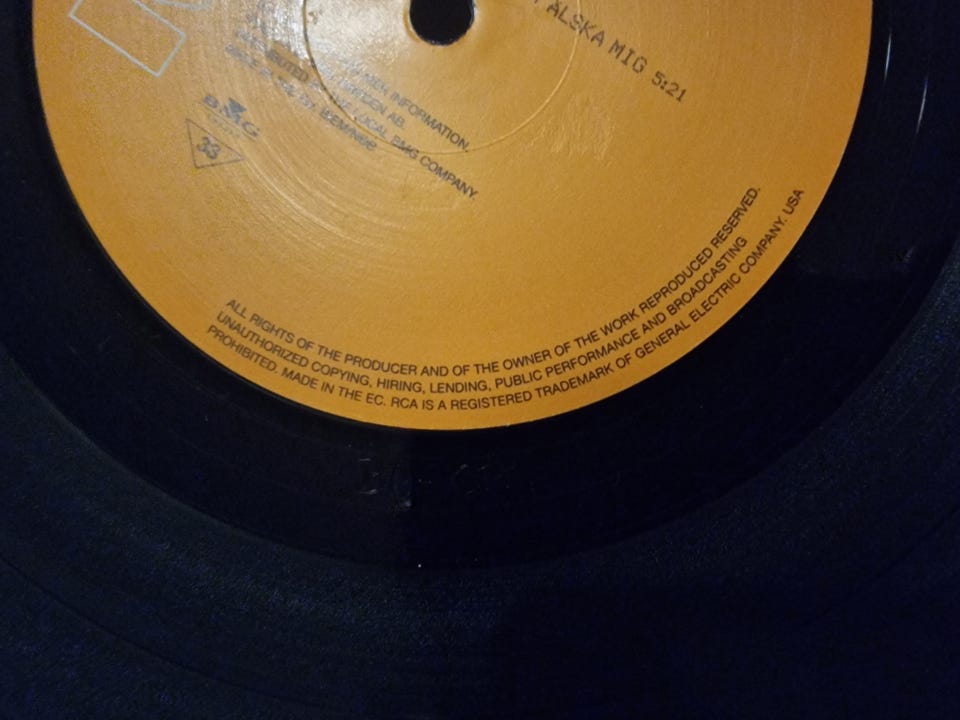 ÄLSKA MIG 5:21
INFORMATION.
SWEDEN AB.
LOCAL BMG COMPANY.
BMG
33
ALL RIGHTS OF THE PRODUCER AND OF THE OWNER OF THE WORK REPRODUCED RESERVED.
UNAUTHORIZED COPYING, HIRING, LENDING, PUBLIC PERFORMANCE AND BROADCASTING
PROHIBITED. MADE IN THE EC. RCA IS A REGISTERED TRADEMARK OF GENERAL ELECTRIC COMPANY. USA